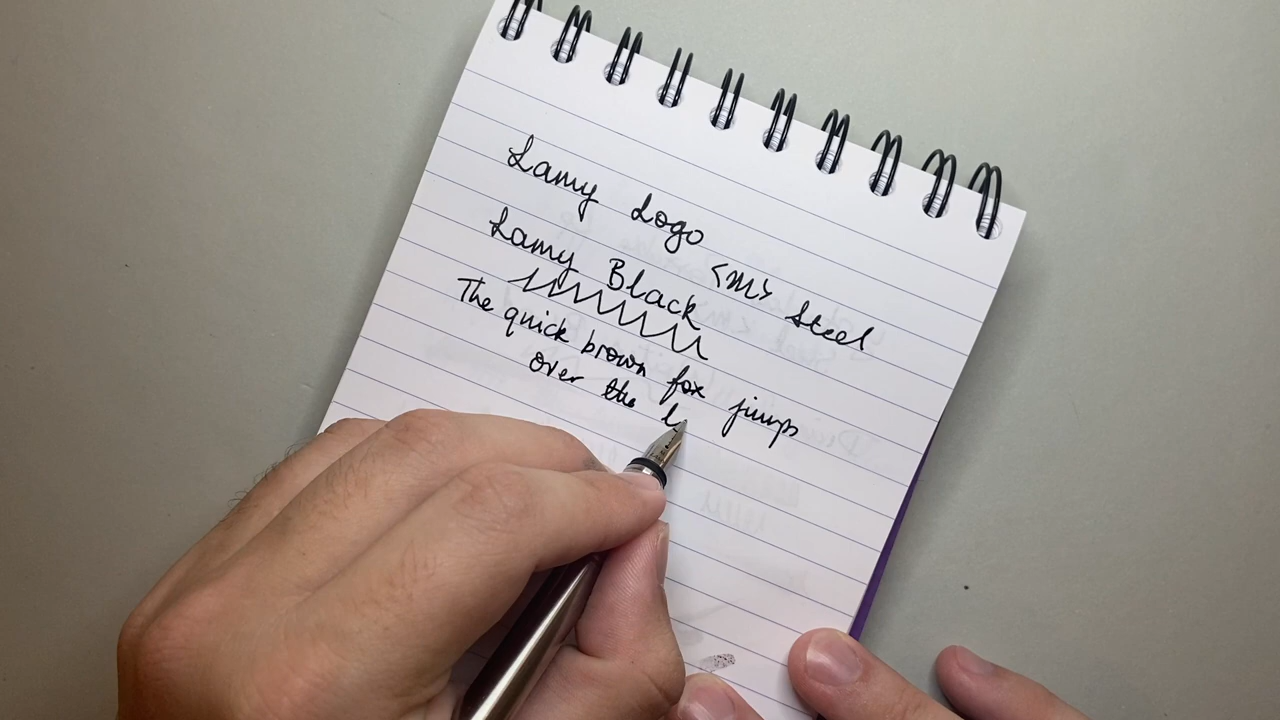 Lamy Logo <M> Steel
Lamy Black
The quick brown fox jumps
over the l